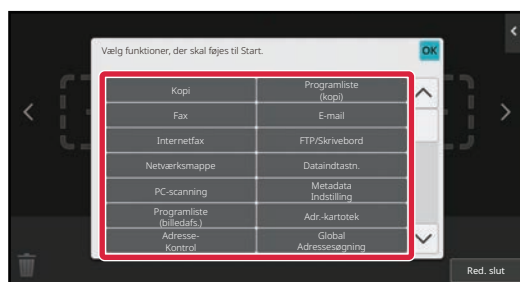 Vælg funktioner, der skal føjes til Start.
OK
Kopi
Programliste
(kopi)
Fax
E-mail
Internetfax
FTP/Skrivebord
Netværksmappe
Dataindtastn.
PC-scanning
Metadata
Indstilling
Programliste
(billedafs.)
Adr.-kartotek
Adresse-
Kontrol
Global
Adressesøgning
Red. slut